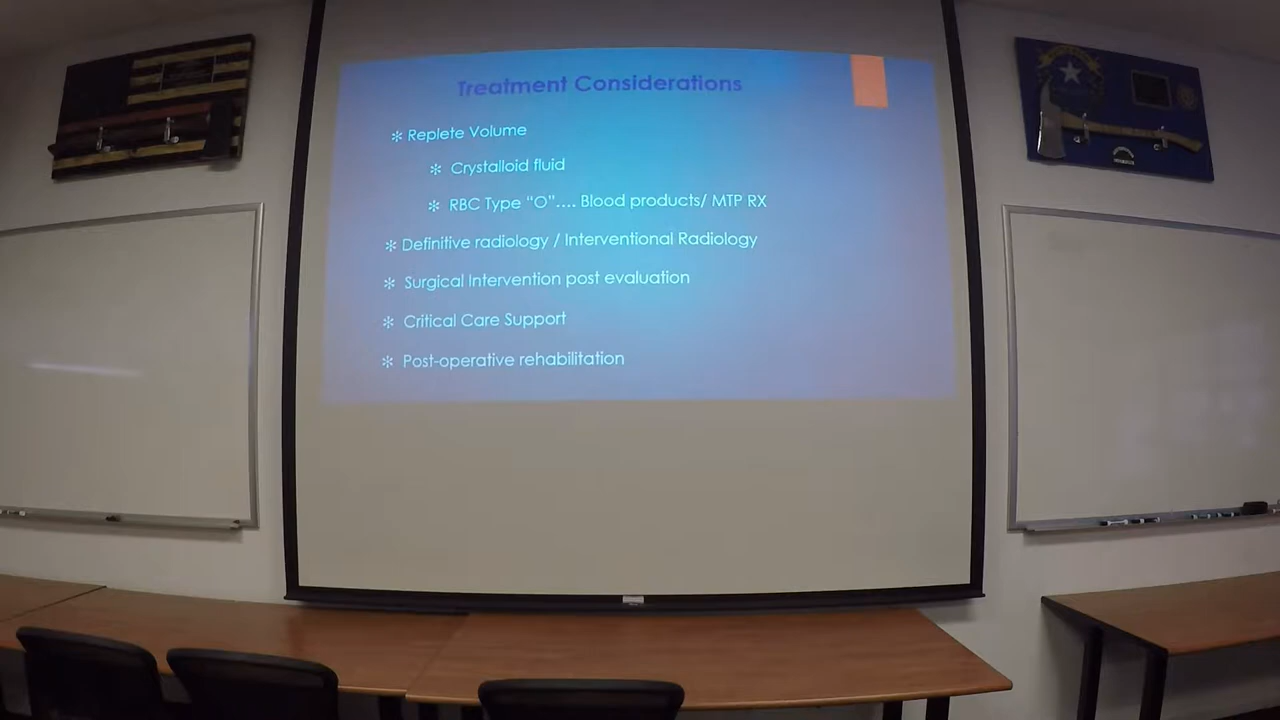 Treatment Considerations
✻ Replete Volume
✻ Crystalloid fluid
✻ RBC Type “O”.... Blood products/ MTP RX
✻ Definitive radiology / Interventional Radiology
✻ Surgical Intervention post evaluation
✻ Critical Care Support
✻ Post-operative rehabilitation